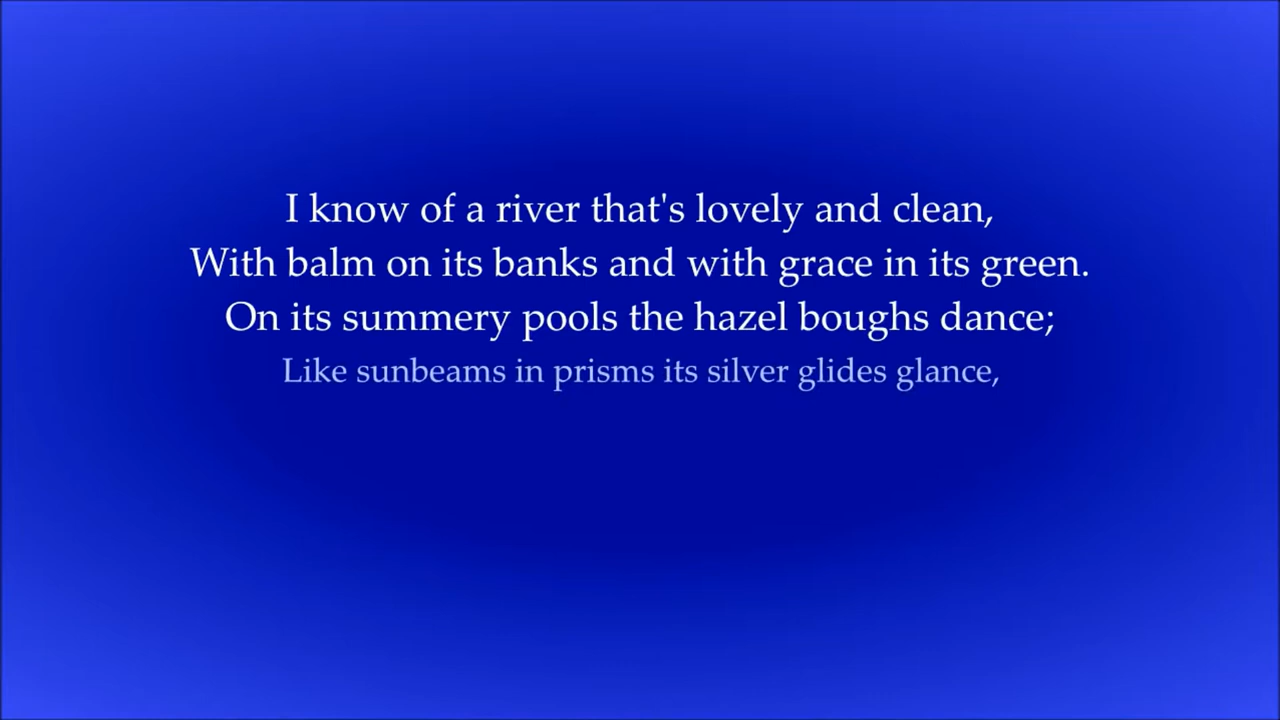 I know of a river that's lovely and clean,
With balm on its banks and with grace in its green.
On its summery pools the hazel boughs dance;
Like sunbeams in prisms its silver glides glance,